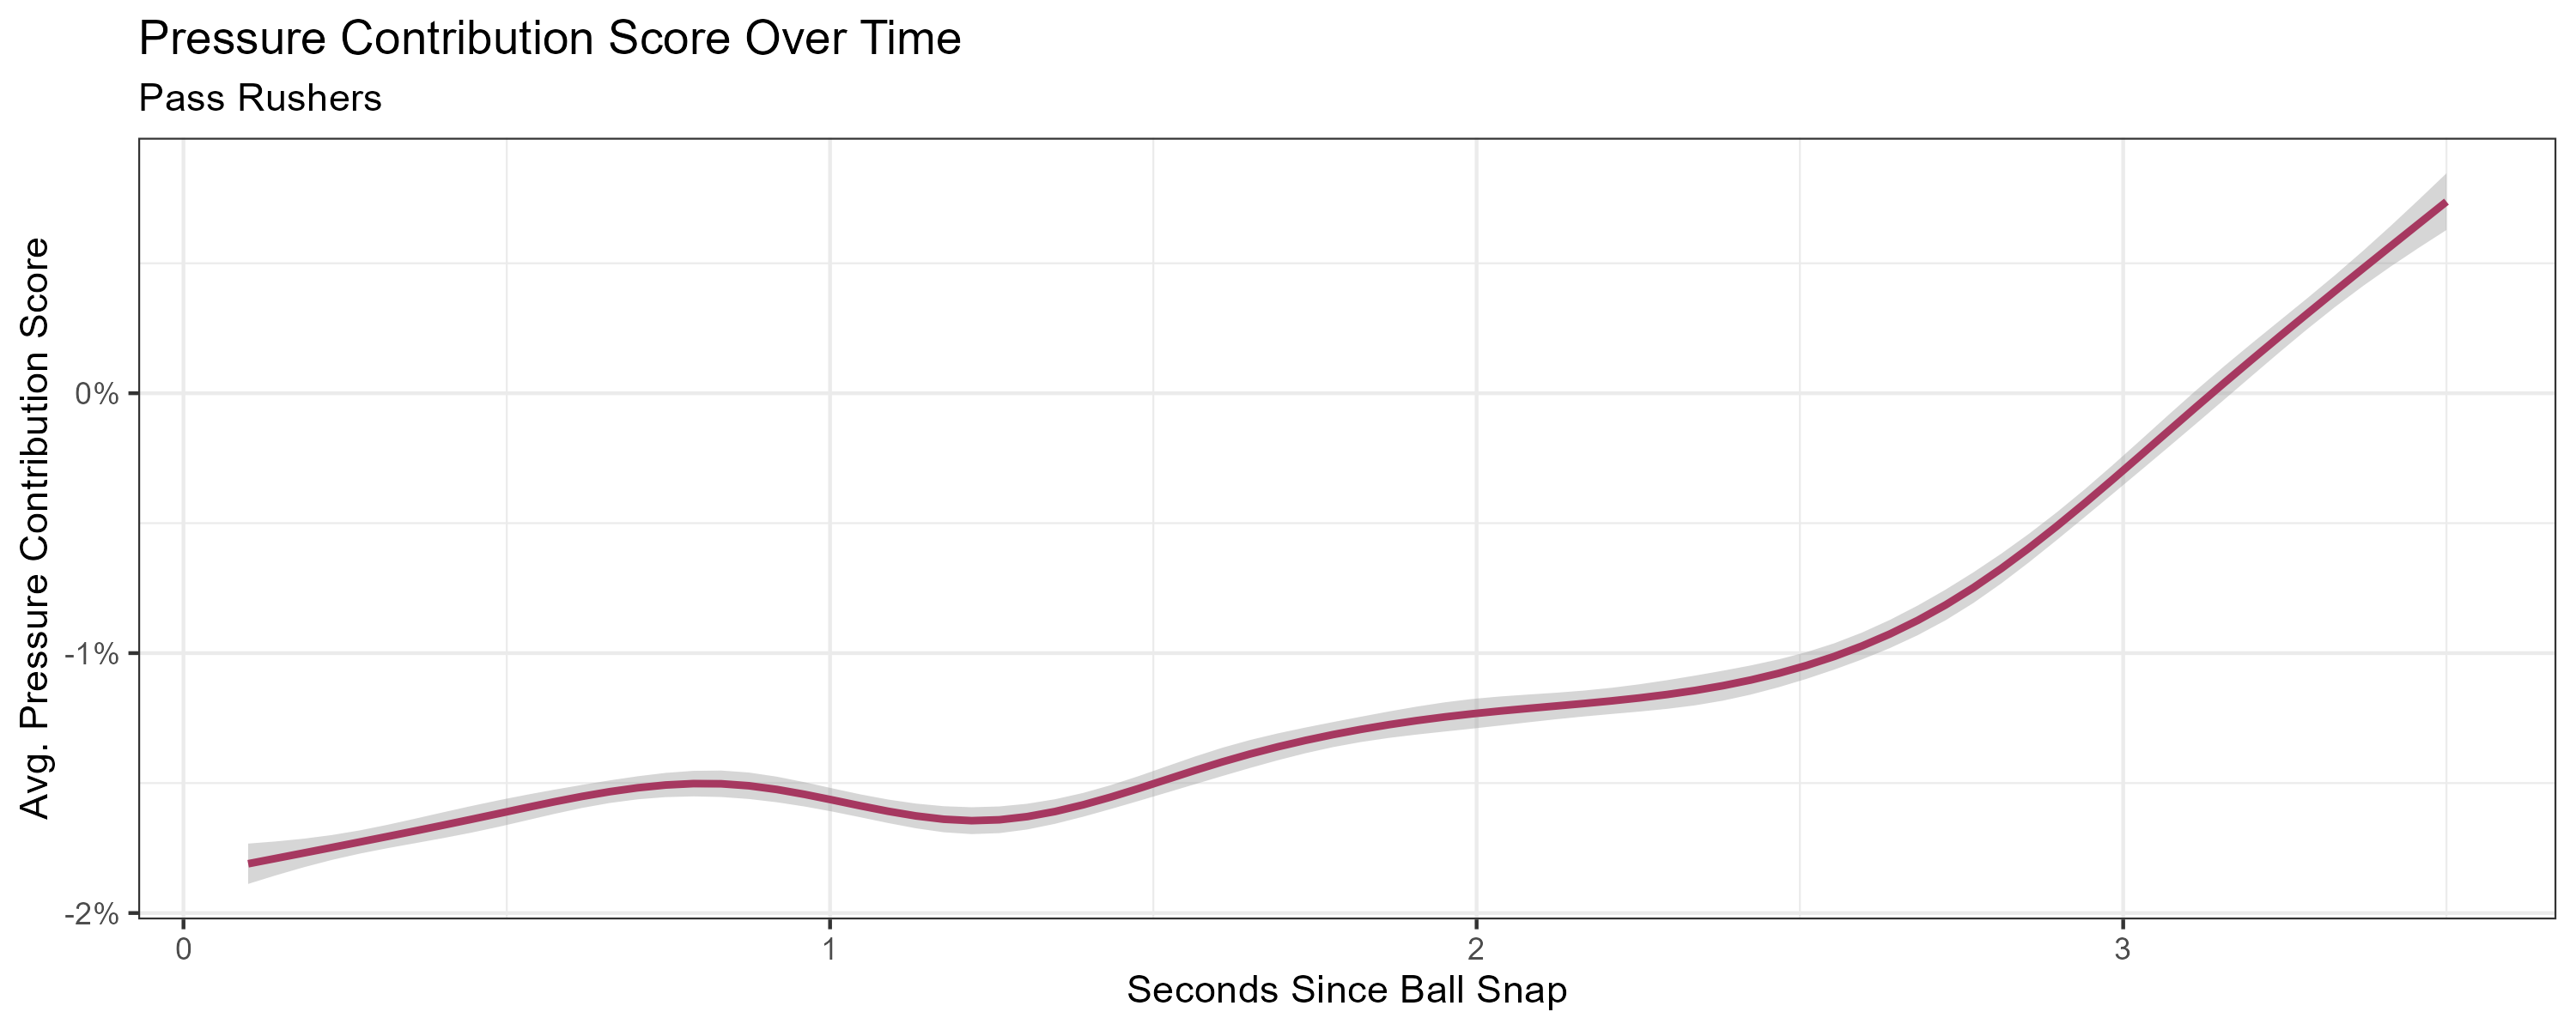 Pressure Contribution Score Over Time
Pass Rushers
Avg. Pressure Contribution Score
0%
-1%
-2%
0
1
2
3
Seconds Since Ball Snap